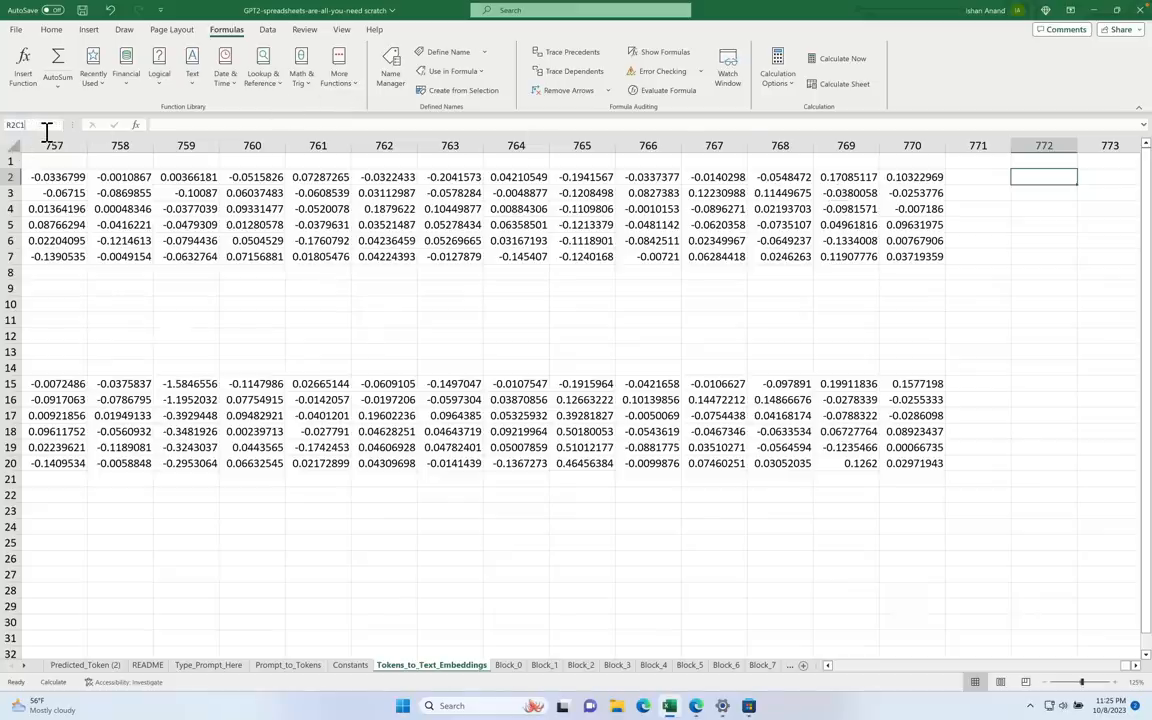 AutoSave Off GPT2-spreadsheets-are-all-you-need scratch Search Ishan Anand IA
File Home Insert Draw Page Layout Formulas Data Review View Help Comments Share
Insert Function AutoSum Recently Used Financial Logical Text Date & Time Lookup & Reference Math & Trig More Functions Name Manager Define Name Use in Formula Create from Selection Trace Precedents Trace Dependents Remove Arrows Show Formulas Error Checking Evaluate Formula Watch Window Calculation Options Calculate Now Calculate Sheet
Function Library Defined Names Formula Auditing Calculation
R2C1 fx
757 758 759 760 761 762 763 764 765 766 767 768 769 770 771 772 773
1
2 -0.0336799 -0.0010867 0.00366181 -0.0515826 0.07287265 -0.0322433 -0.2041573 0.04210549 -0.1941567 -0.0337377 -0.0140298 -0.0548472 0.17085117 0.10322969
3 -0.06715 -0.0869855 -0.10087 0.06037483 -0.0608539 0.03112987 -0.0578284 -0.0048877 -0.1208498 0.0827383 0.12230988 0.11449675 -0.0380058 -0.0253776
4 0.01364196 0.00048346 -0.0377039 0.09331477 -0.0520078 0.1879622 0.10449877 0.00884306 -0.1109806 -0.0010153 -0.0896271 0.02193703 -0.0981571 -0.007186
5 0.08766294 -0.0416221 -0.0479309 0.01280578 -0.0379631 0.03521487 0.05278434 0.06358501 -0.1213379 -0.0481142 -0.0620358 -0.0735107 0.04961816 0.09631975
6 0.02204095 -0.1214613 -0.0794436 0.0504529 -0.1760792 0.04236459 0.05269665 0.03167193 -0.1118901 -0.0842511 0.02349967 -0.0649237 -0.1334008 0.00767906
7 -0.1390535 -0.0049154 -0.0632764 0.07156881 0.01805476 0.04224393 -0.0127879 -0.145407 -0.1240168 -0.00721 0.06284418 0.0246263 0.11907776 0.03719359
8
9
10
11
12
13
14
15 -0.0072486 -0.0375837 -1.5846556 -0.1147986 0.02665144 -0.0609105 -0.1497047 -0.0107547 -0.1915964 -0.0421658 -0.0106627 -0.097891 0.19911836 0.1577198
16 -0.0917063 -0.0786795 -1.1952032 0.07754915 -0.0142057 -0.0197206 -0.0597304 0.03870856 0.12663222 0.10139856 0.14472212 0.14866676 -0.0278339 -0.0255333
17 0.00921856 0.01949133 -0.3929448 0.09482921 -0.0401201 0.19602236 0.0964385 0.05325932 0.39281827 -0.0050069 -0.0754438 0.04168174 -0.0788322 -0.0286098
18 0.09611752 -0.0560932 -0.3481926 0.00239713 -0.027791 0.04628251 0.04643719 0.09219964 0.50180053 -0.0543619 -0.0467346 -0.0633534 0.06727764 0.08923437
19 0.02239621 -0.1189081 -0.3243037 0.0443565 -0.1742453 0.04606928 0.04782401 0.05007859 0.51012177 -0.0881775 0.03510271 -0.0564594 -0.1235466 0.00066735
20 -0.1409534 -0.0058848 -0.2953064 0.06632545 0.02172899 0.04309698 -0.0141439 -0.1367273 0.46456384 -0.0099876 0.07460251 0.03052035 0.1262 0.02971943
21
22
23
24
25
26
27
28
29
30
31
32
Predicted_Token (2) README Type_Prompt_Here Prompt_to_Tokens Constants Tokens_to_Text_Embeddings Block_0 Block_1 Block_2 Block_3 Block_4 Block_5 Block_6 Block_7 ...
Ready Calculate Accessibility: Investigate 125%
56°F Search 11:25 PM
Mostly cloudy 10/8/2023